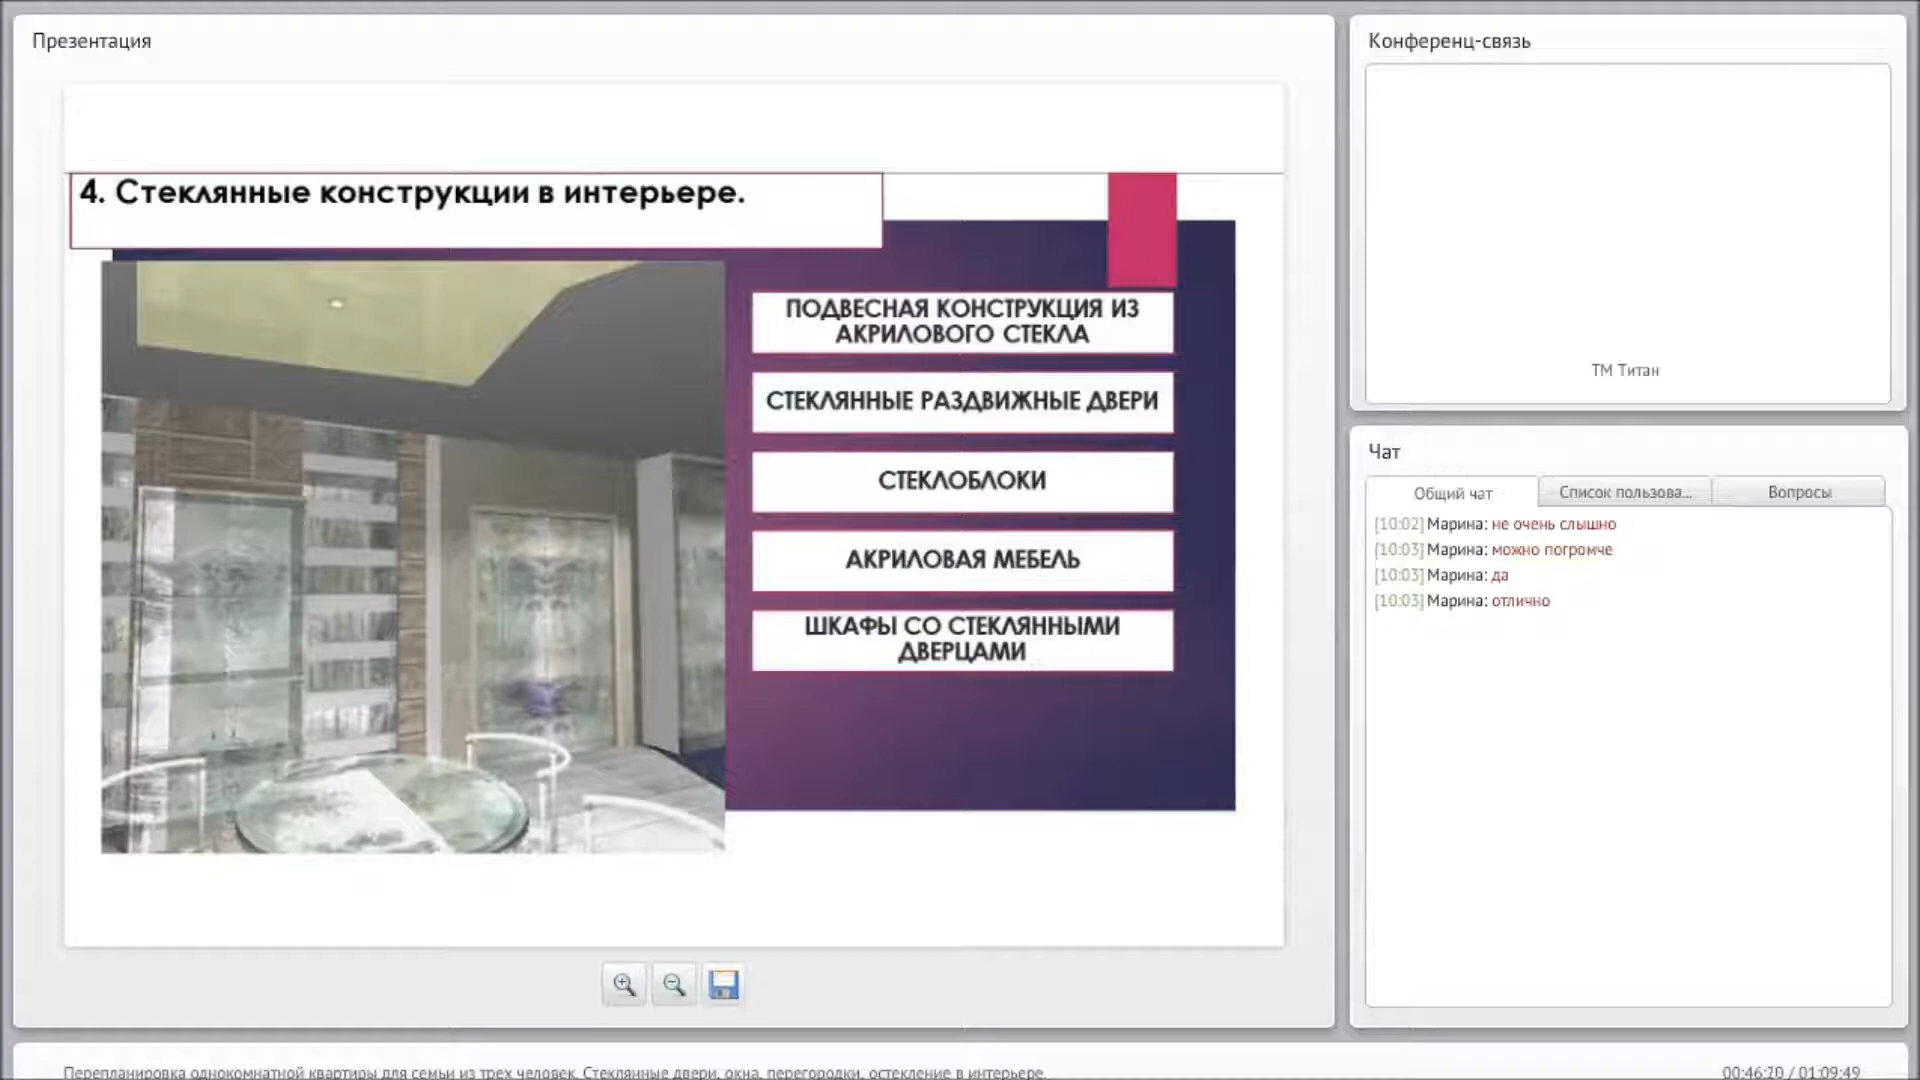 Презентация
4. Стеклянные конструкции в интерьере.
ПОДВЕСНАЯ КОНСТРУКЦИЯ ИЗ
АКРИЛОВОГО СТЕКЛА
СТЕКЛЯННЫЕ РАЗДВИЖНЫЕ ДВЕРИ
СТЕКЛОБЛОКИ
АКРИЛОВАЯ МЕБЕЛЬ
ШКАФЫ СО СТЕКЛЯННЫМИ
ДВЕРЦАМИ
Конференц-связь
ТМ Титан
Чат
Общий чат
Список пользова...
Вопросы
[10:02] Марина: не очень слышно
[10:03] Марина: можно погромче
[10:03] Марина: да
[10:03] Марина: отлично
Перепланировка однокомнатной квартиры для семьи из трех человек. Стеклянные двери, окна, перегородки, остекление в интерьере.
00:46:20 / 01:09:49